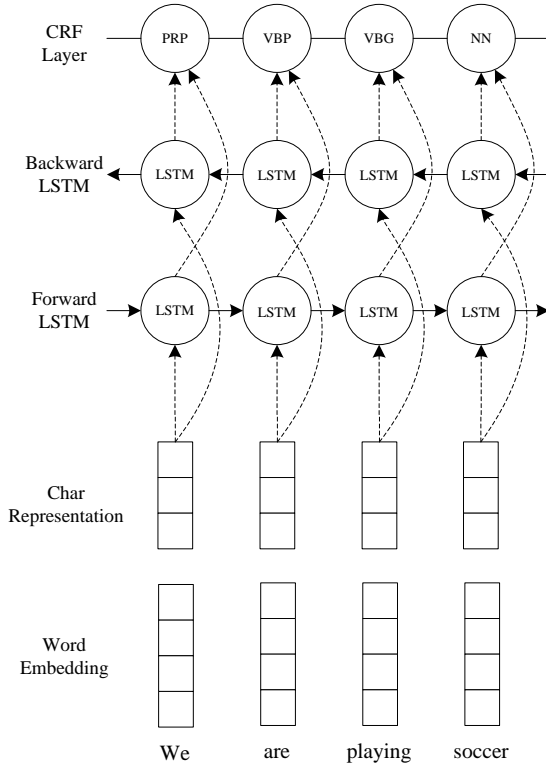 CRF
Layer
PRP
VBP
VBG
NN
Backward
LSTM
LSTM
LSTM
LSTM
LSTM
Forward
LSTM
LSTM
LSTM
LSTM
LSTM
Char
Representation
Word
Embedding
We
are
playing
soccer